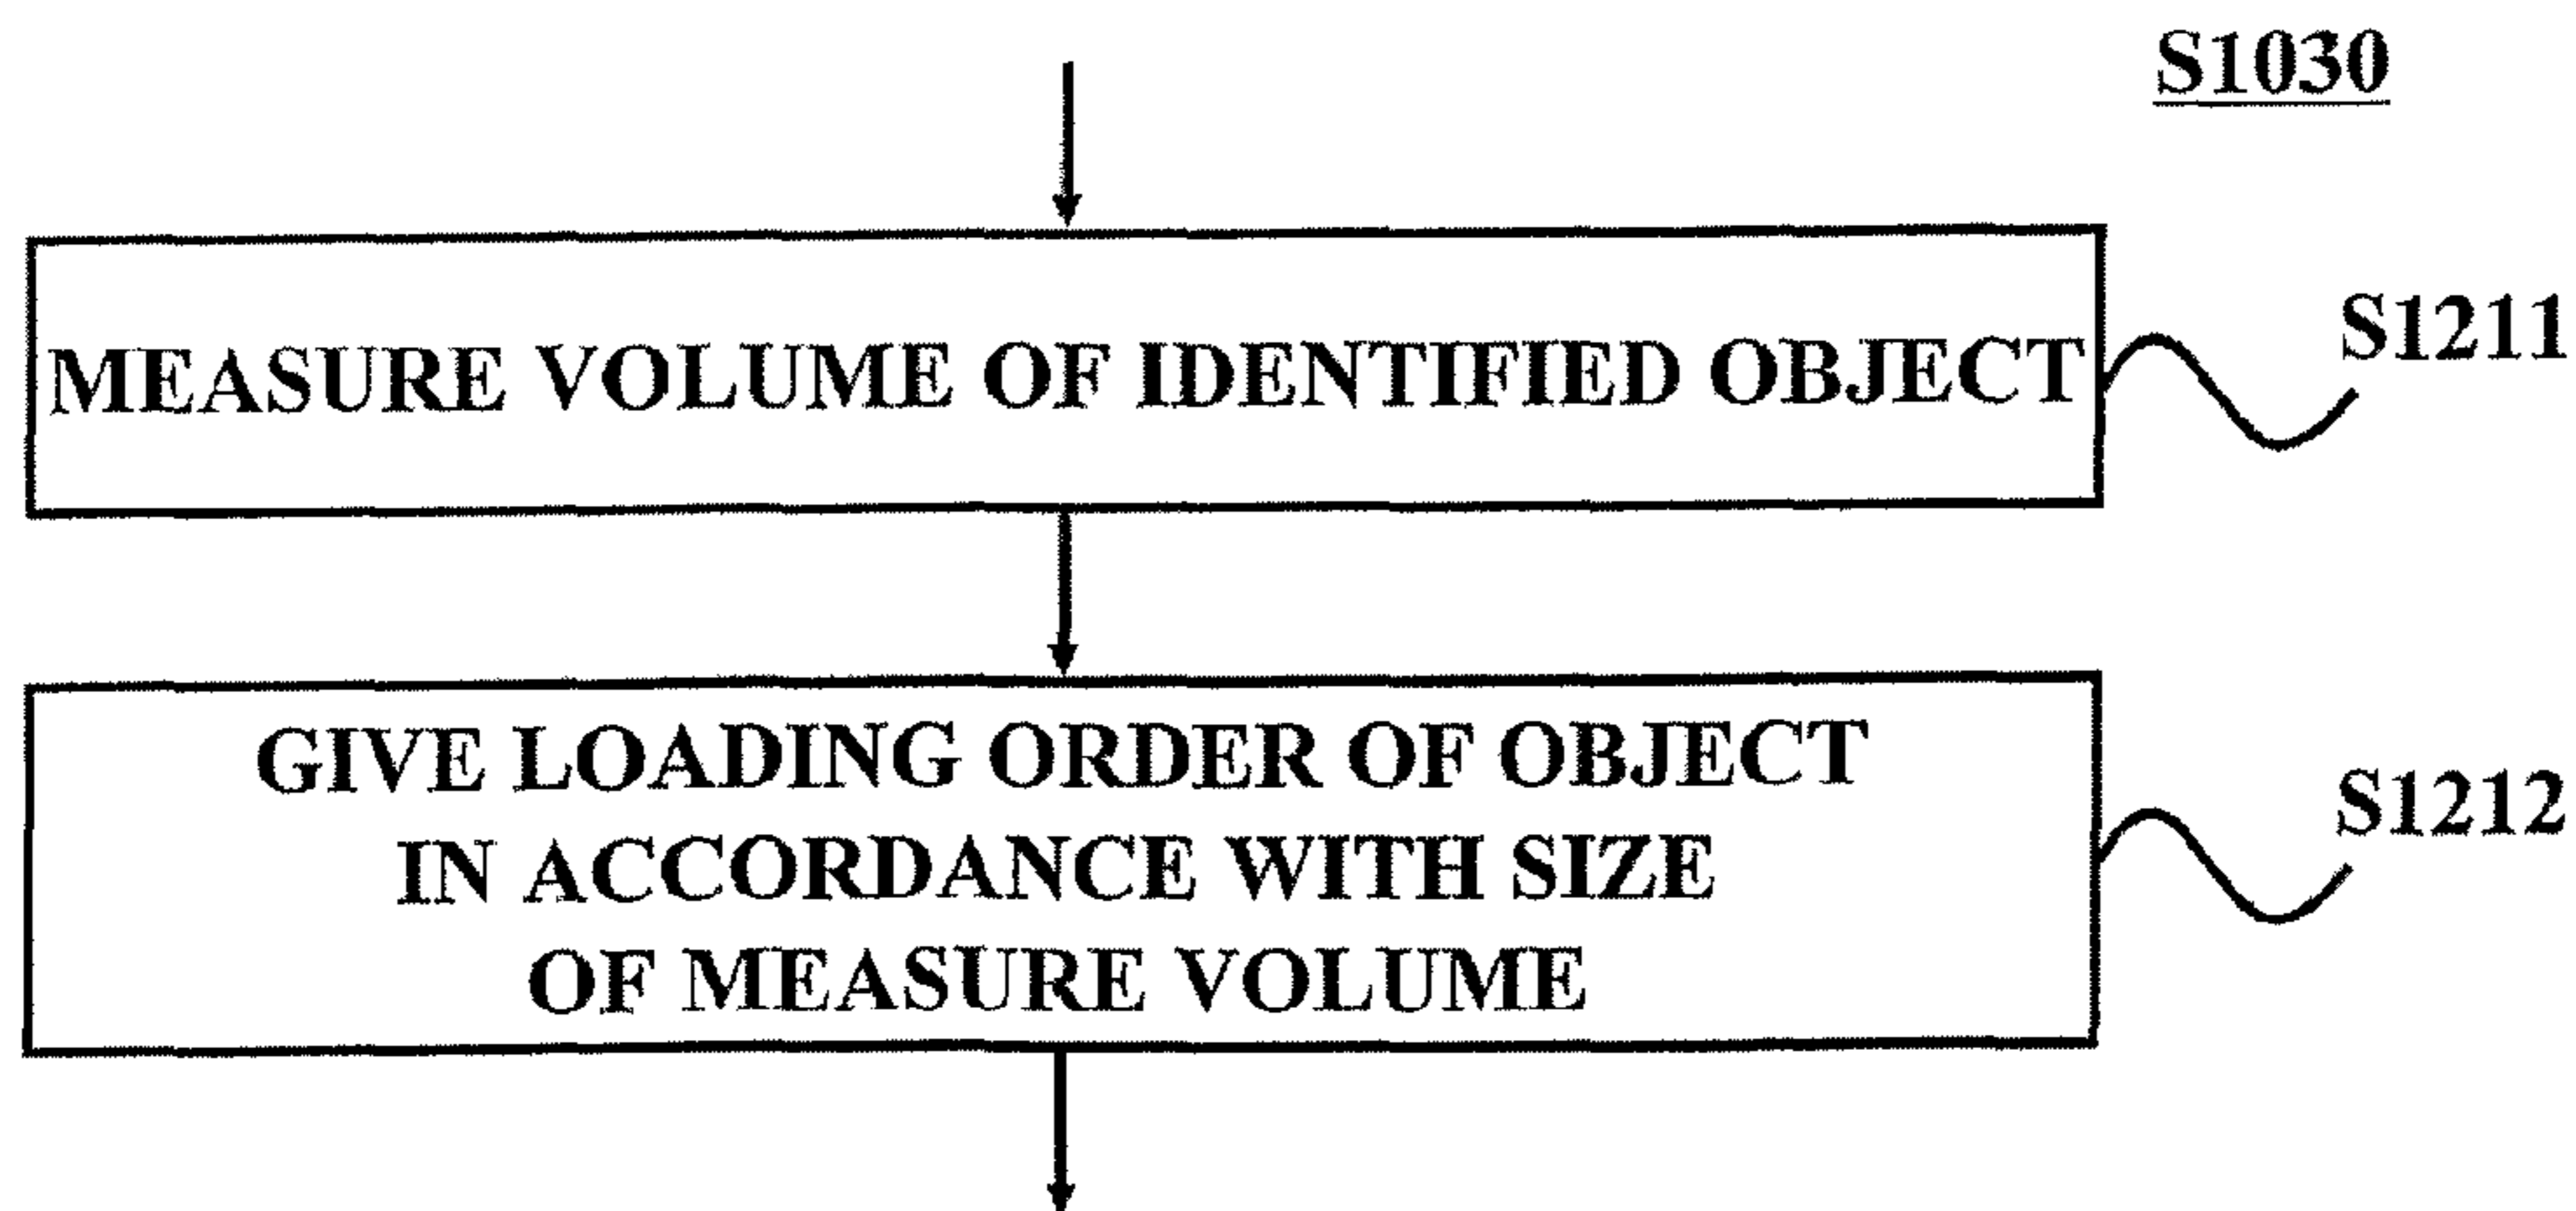 S1030
MEASURE VOLUME OF IDENTIFIED OBJECT
S1211
GIVE LOADING ORDER OF OBJECT
IN ACCORDANCE WITH SIZE
OF MEASURE VOLUME
S1212